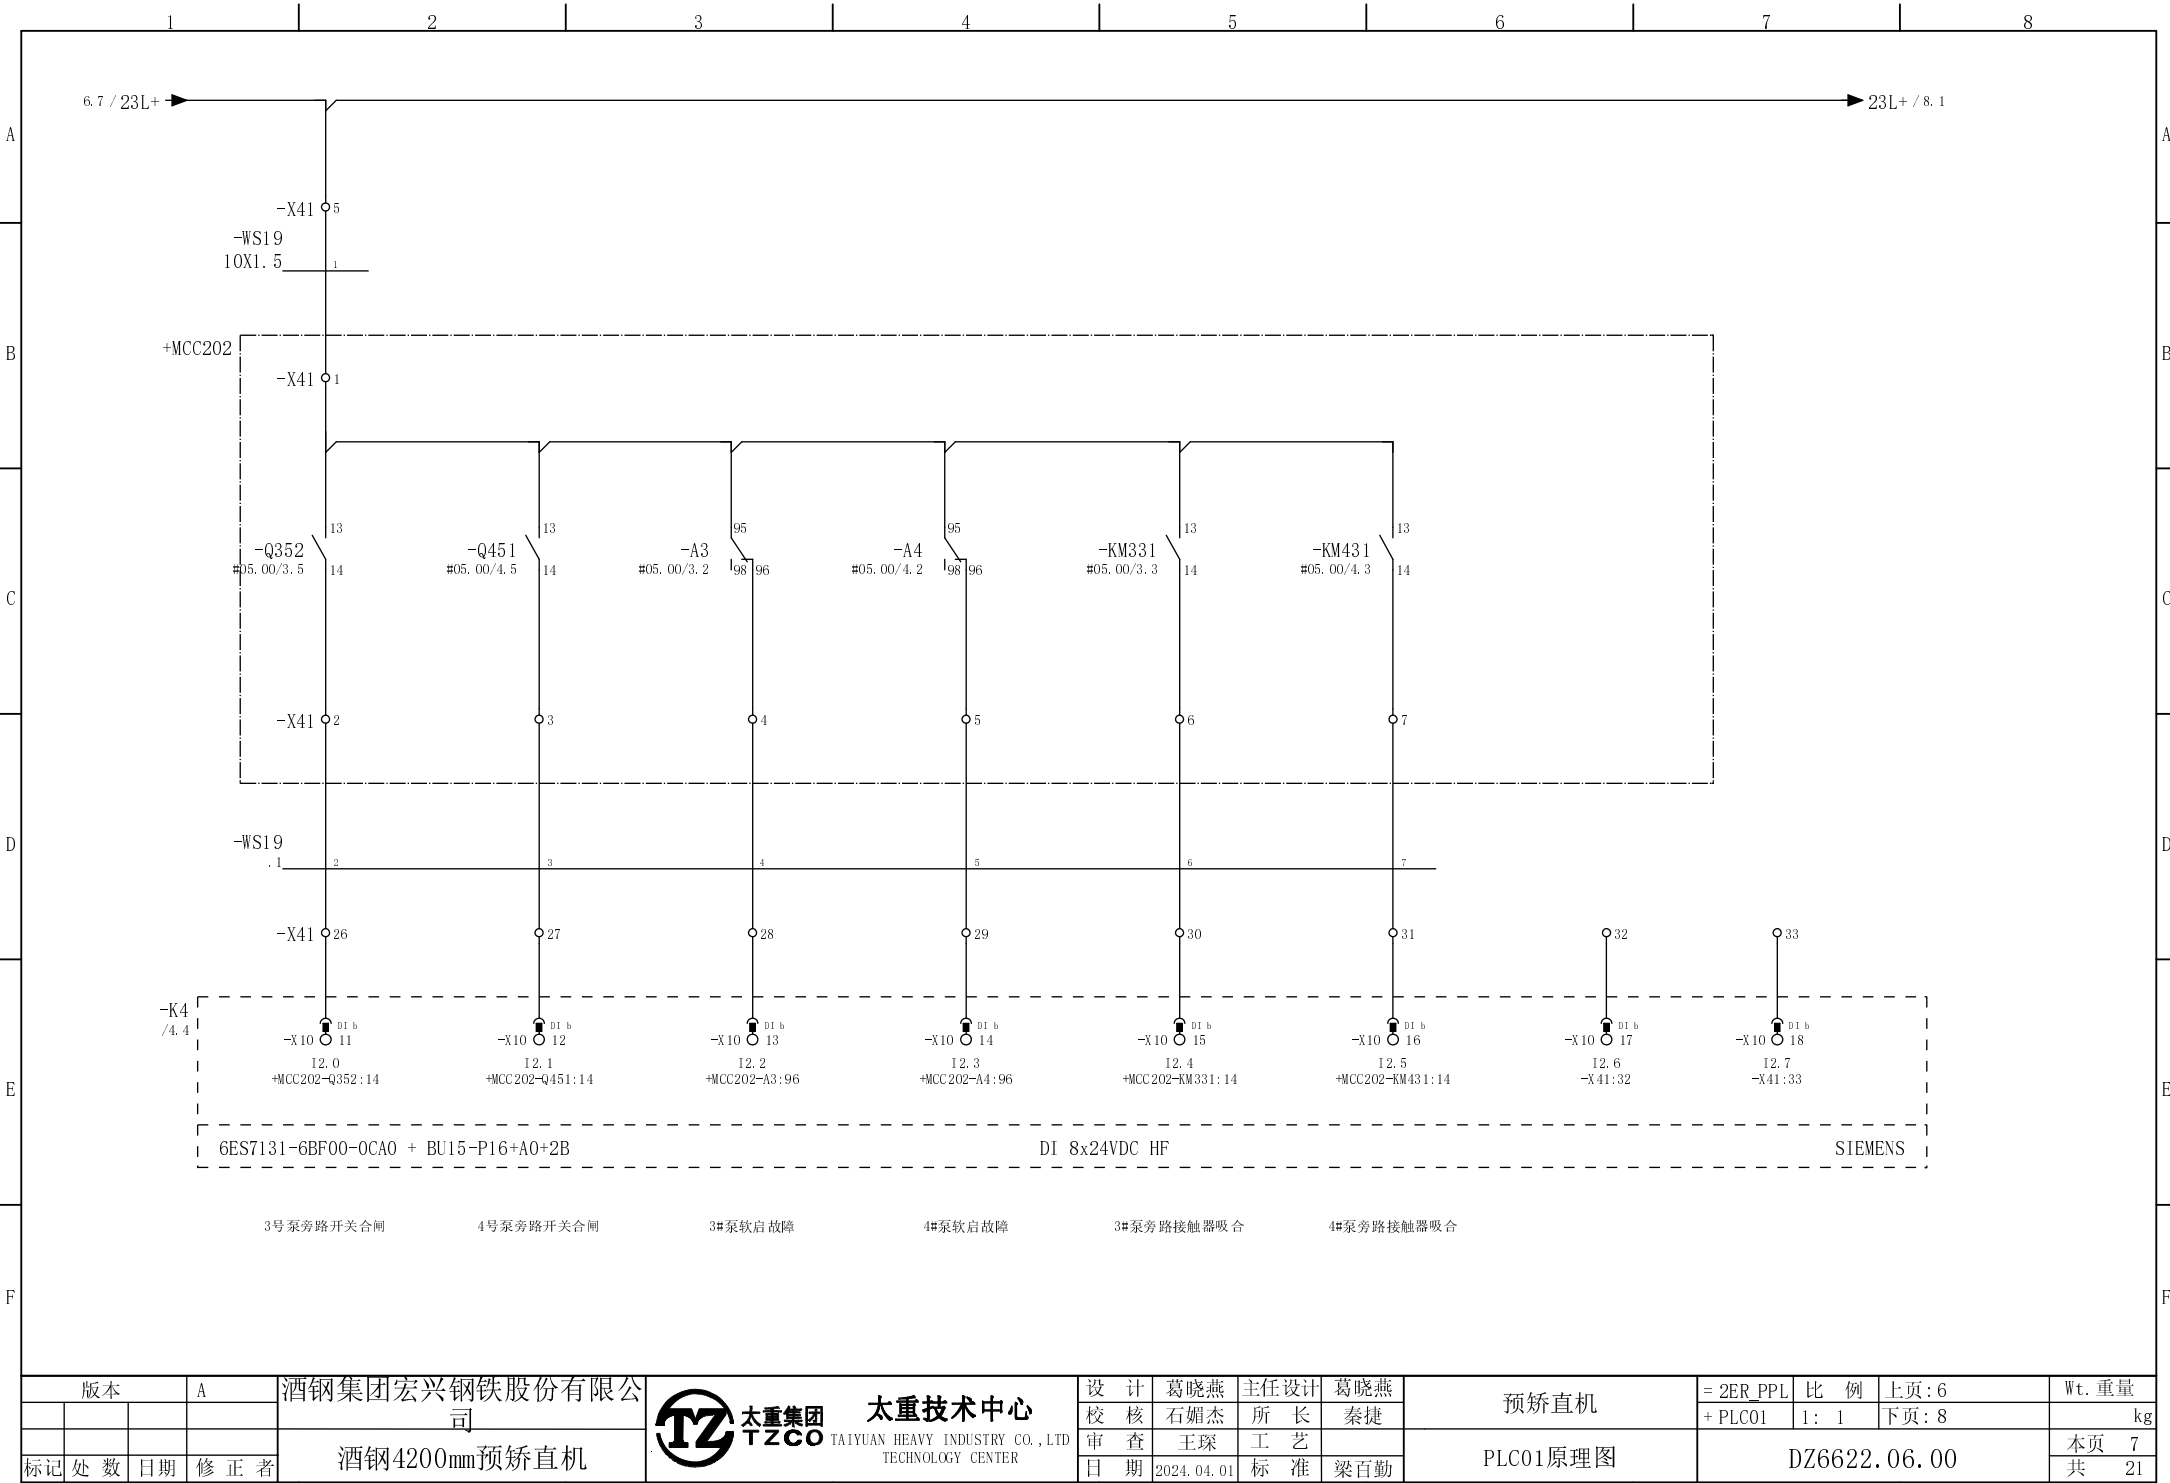 1 2 3 4 5 6 7 8
6.7 / 23L+ 23L+ / 8.1
A A
-X41 5
-WS19
10X1.5 1
+MCC202
B B
-X41 1
13 13 95 95 13 13
-Q352 -Q451 -A3 -A4 -KM331 -KM431
#05.00/3.5 14 #05.00/4.5 14 #05.00/3.2 98 96 #05.00/4.2 98 96 #05.00/3.3 14 #05.00/4.3 14
C C
-X41 2 3 4 5 6 7
-WS19
D D
.1 2 3 4 5 6 7
-X41 26 27 28 29 30 31 32 33
-K4
/4.4 DI b DI b DI b DI b DI b DI b DI b DI b
-X10 11 -X10 12 -X10 13 -X10 14 -X10 15 -X10 16 -X10 17 -X10 18
I2.0 I2.1 I2.2 I2.3 I2.4 I2.5 I2.6 I2.7
+MCC202-Q352:14 +MCC202-Q451:14 +MCC202-A3:96 +MCC202-A4:96 +MCC202-KM331:14 +MCC202-KM431:14 -X41:32 -X41:33
E E
6ES7131-6BF00-0CA0 + BU15-P16+A0+2B DI 8x24VDC HF SIEMENS
3号泵旁路开关合闸 4号泵旁路开关合闸 3#泵软启故障 4#泵软启故障 3#泵旁路接触器吸合 4#泵旁路接触器吸合
F F
版本 A
标记 处 数 日期 修 正 者
酒钢集团宏兴钢铁股份有限公
司
酒钢4200mm预矫直机
TZ 太重集团
TZCO
太重技术中心
TAIYUAN HEAVY INDUSTRY CO.,LTD
TECHNOLOGY CENTER
设 计 葛晓燕 主任设计 葛晓燕
校 核 石媚杰 所 长 秦捷
审 查 王琛 工 艺
日 期 2024.04.01 标 准 梁百勤
预矫直机
PLC01原理图
= 2ER_PPL 比 例 上页:6 Wt.重量
+ PLC01 1: 1 下页:8 kg
DZ6622.06.00
本页 7
共 21